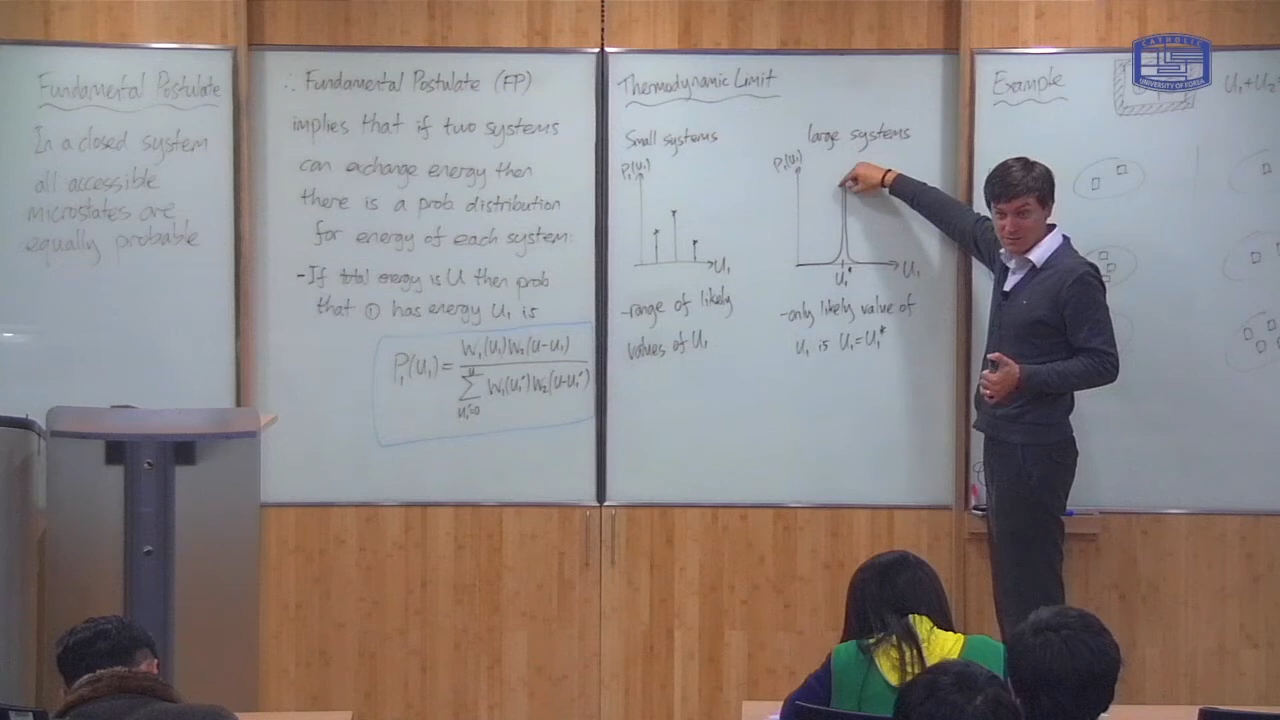 Fundamental Postulate
In a closed system
all accessible
microstates are
equally probable
∴ Fundamental Postulate (FP)
implies that if two systems
can exchange energy then
there is a prob distribution
for energy of each system:
- If total energy is U then prob
that ① has energy U₁ is
P₁(U₁) = W₁(U₁)W₂(U-U₁) / ∑ᵁ_{U₁'=0} W₁(U₁')W₂(U-U₁')
Thermodynamic Limit
Small systems
P₁(U₁)
U₁
- range of likely
values of U₁
large systems
P₁(U₁)
U₁*
U₁
- only likely value of
U₁ is U₁=U₁*
Example
U₁+U₂
CATHOLIC
UNIVERSITY OF KOREA